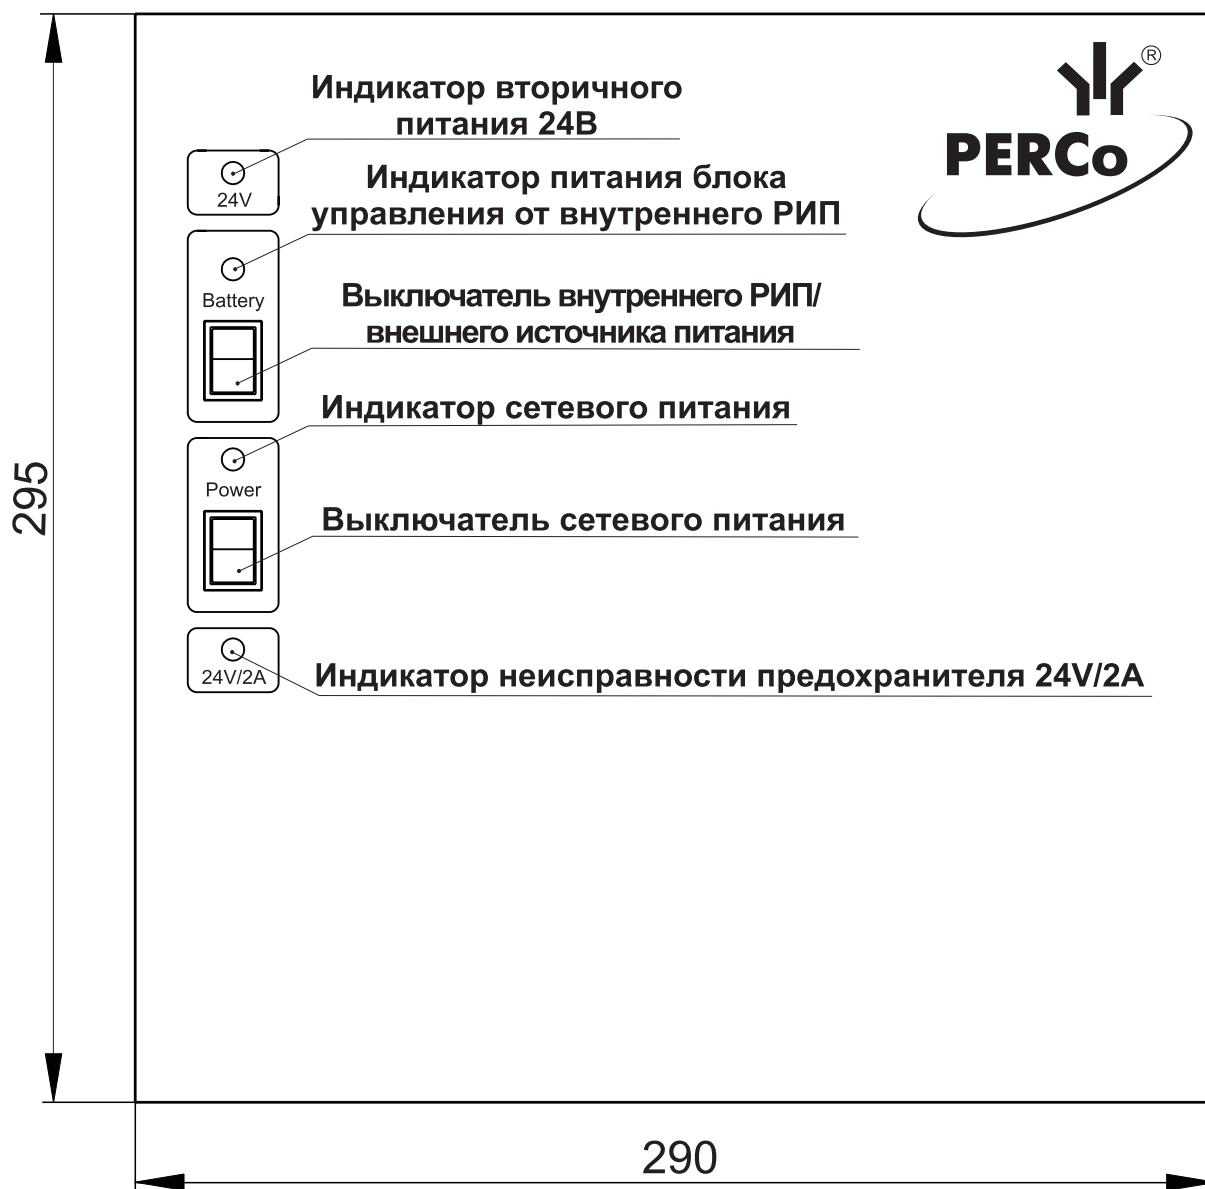 Индикатор вторичного
питания 24В
®
PERCo
24V
Индикатор питания блока
управления от внутреннего РИП
Battery
Выключатель внутреннего РИП/
внешнего источника питания
Индикатор сетевого питания
Power
Выключатель сетевого питания
24V/2A
Индикатор неисправности предохранителя 24V/2A
295
290